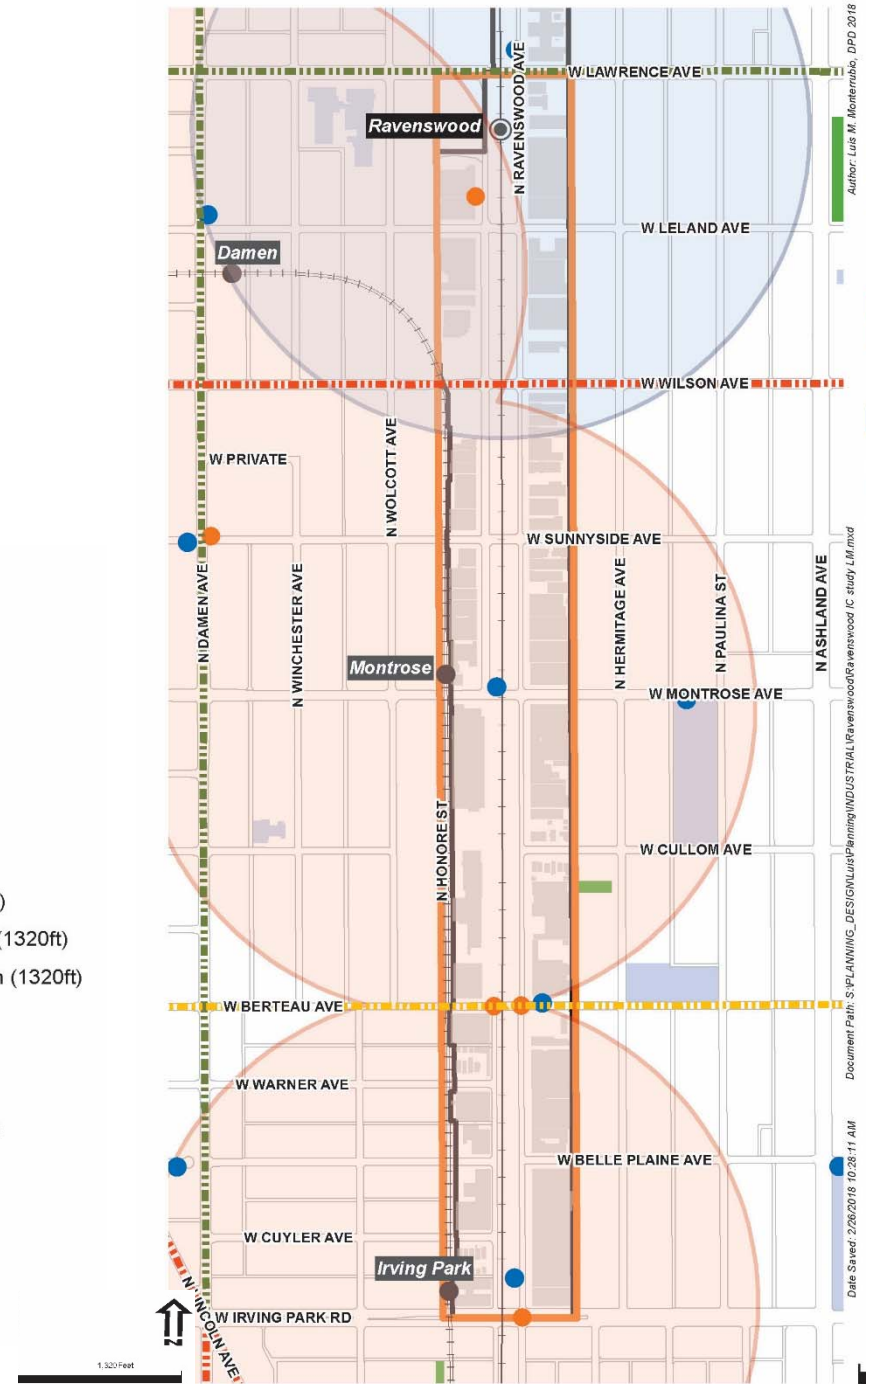 N RAVENSWOOD AVE
W LAWRENCE AVE
Ravenswood
W LELAND AVE
Damen
W WILSON AVE
N WOLCOTT AVE
W PRIVATE
W SUNNYSIDE AVE
N DAMEN AVE
N WINCHESTER AVE
N HERMITAGE AVE
N PAULINA ST
N ASHLAND AVE
Montrose
W MONTROSE AVE
N HONORE ST
W CULLOM AVE
)
(1320ft)
n (1320ft)
W BERTEAU AVE
W WARNER AVE
W BELLE PLAINE AVE
W CUYLER AVE
Irving Park
N LINCOLN AVE
W IRVING PARK RD
N
1,320 Feet
Author: Luis M. Monterrubio, DPD 2018
Document Path: S:\PLANNING_DESIGN\Luis\Planning\INDUSTRIAL\Ravenswood\Ravenswood IC study LM.mxd
Date Saved: 2/26/2018 10:28:11 AM